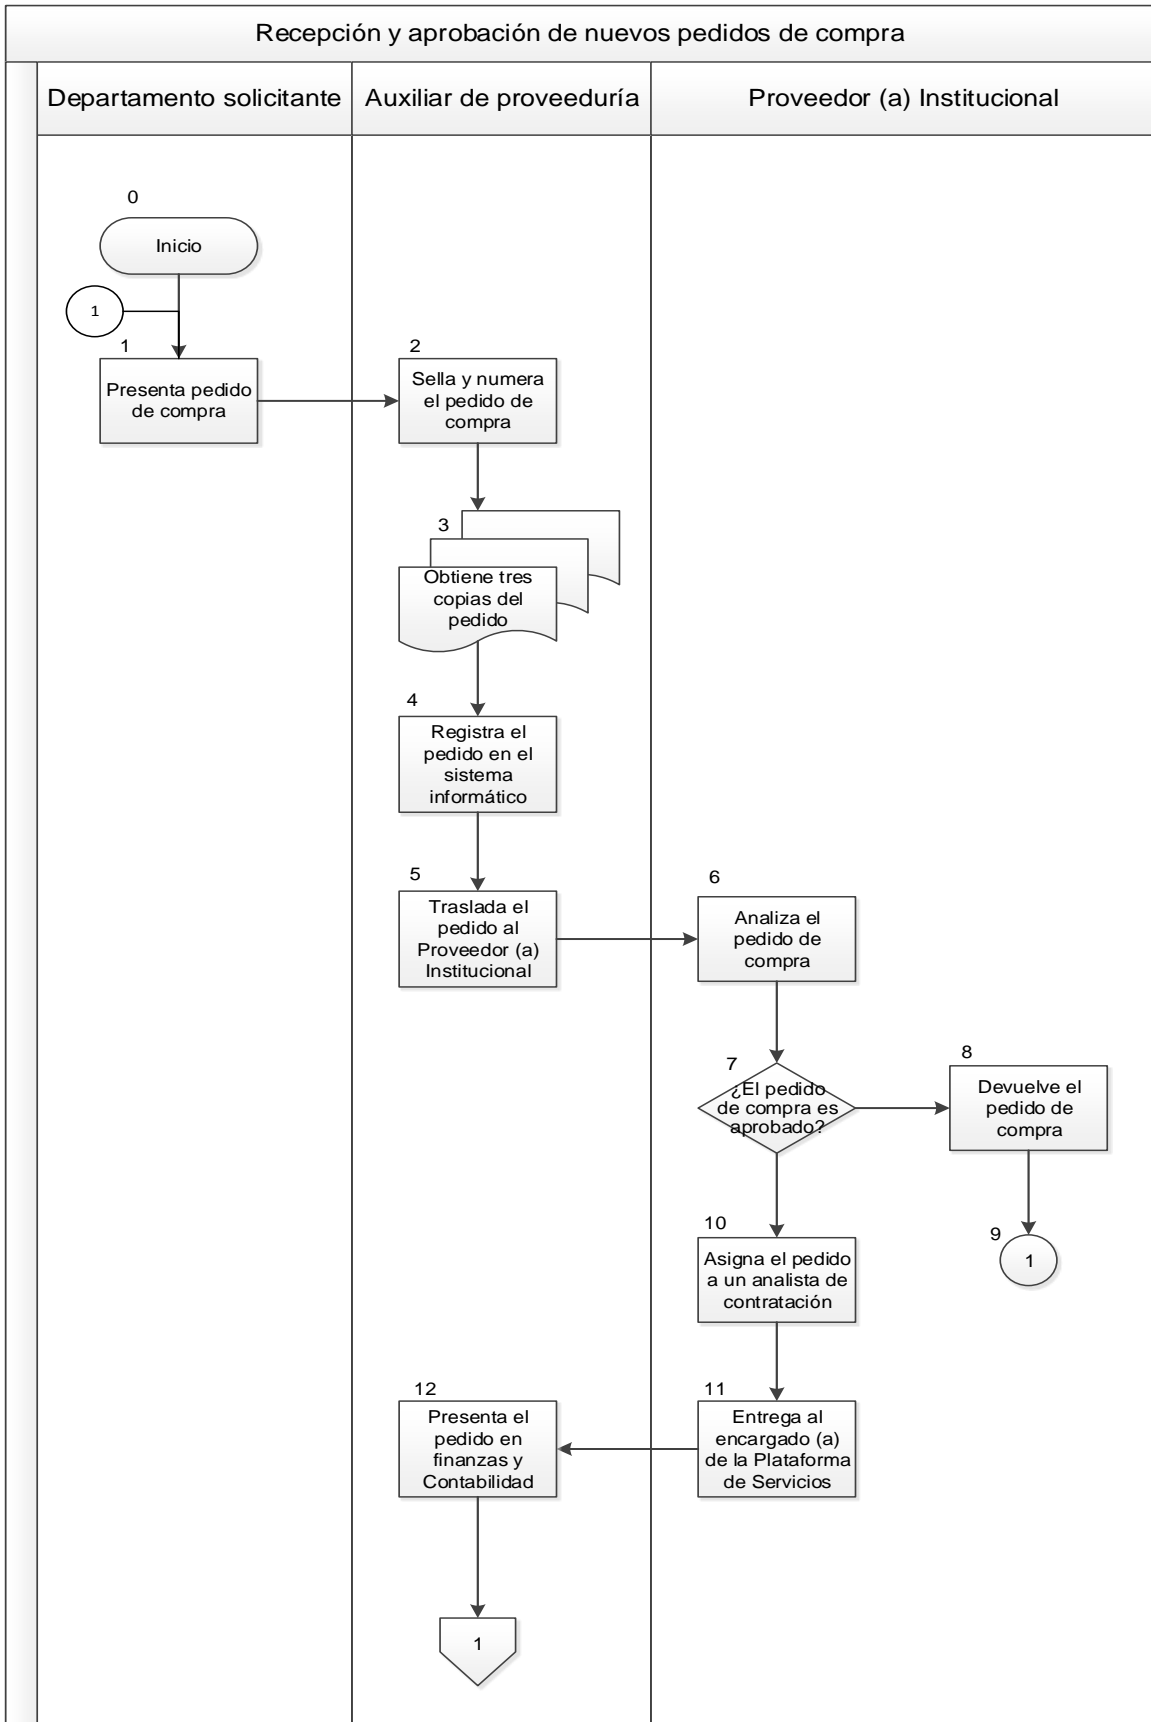 Recepción y aprobación de nuevos pedidos de compra
Departamento solicitante
Auxiliar de proveeduría
Proveedor (a) Institucional
0
Inicio
1
1
Presenta pedido
de compra
2
Sella y numera
el pedido de
compra
3
Obtiene tres
copias del
pedido
4
Registra el
pedido en el
sistema
informático
5
Traslada el
pedido al
Proveedor (a)
Institucional
6
Analiza el
pedido de
compra
7
¿El pedido
de compra es
aprobado?
8
Devuelve el
pedido de
compra
9
1
10
Asigna el pedido
a un analista de
contratación
11
Entrega al
encargado (a)
de la Plataforma
de Servicios
12
Presenta el
pedido en
finanzas y
Contabilidad
1